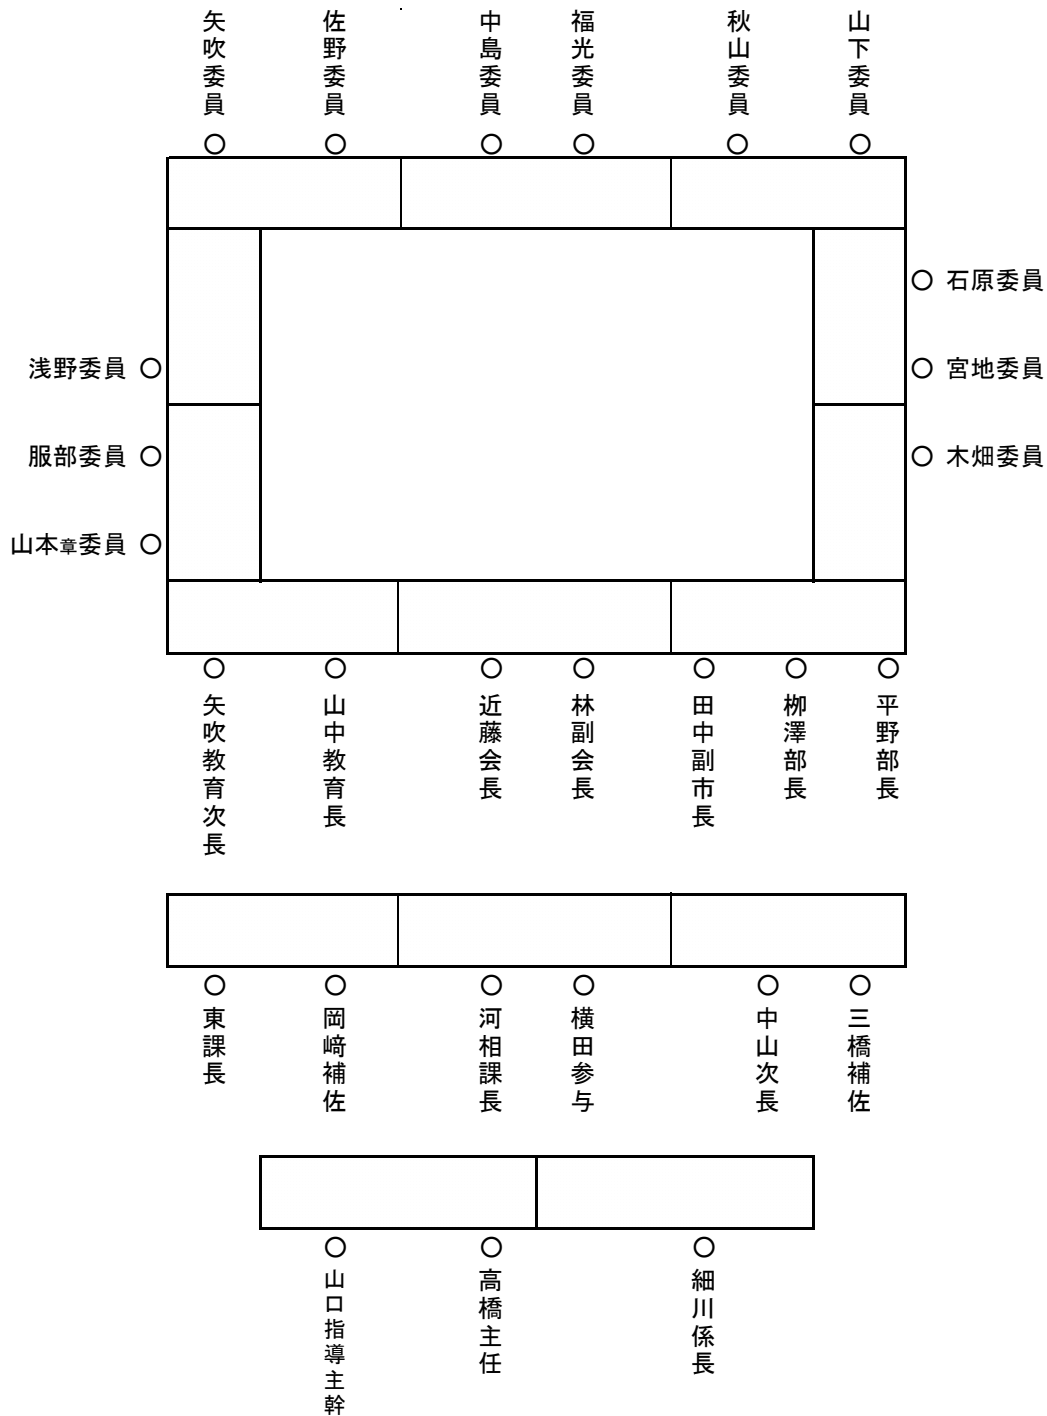 矢吹委員
佐野委員
中島委員
福光委員
秋山委員
山下委員
石原委員
浅野委員
宮地委員
服部委員
木畑委員
山本章委員
矢吹教育次長
山中教育長
近藤会長
林副会長
田中副市長
栁澤部長
平野部長
東課長
岡﨑補佐
河相課長
横田参与
中山次長
三橋補佐
山口指導主幹
高橋主任
細川係長